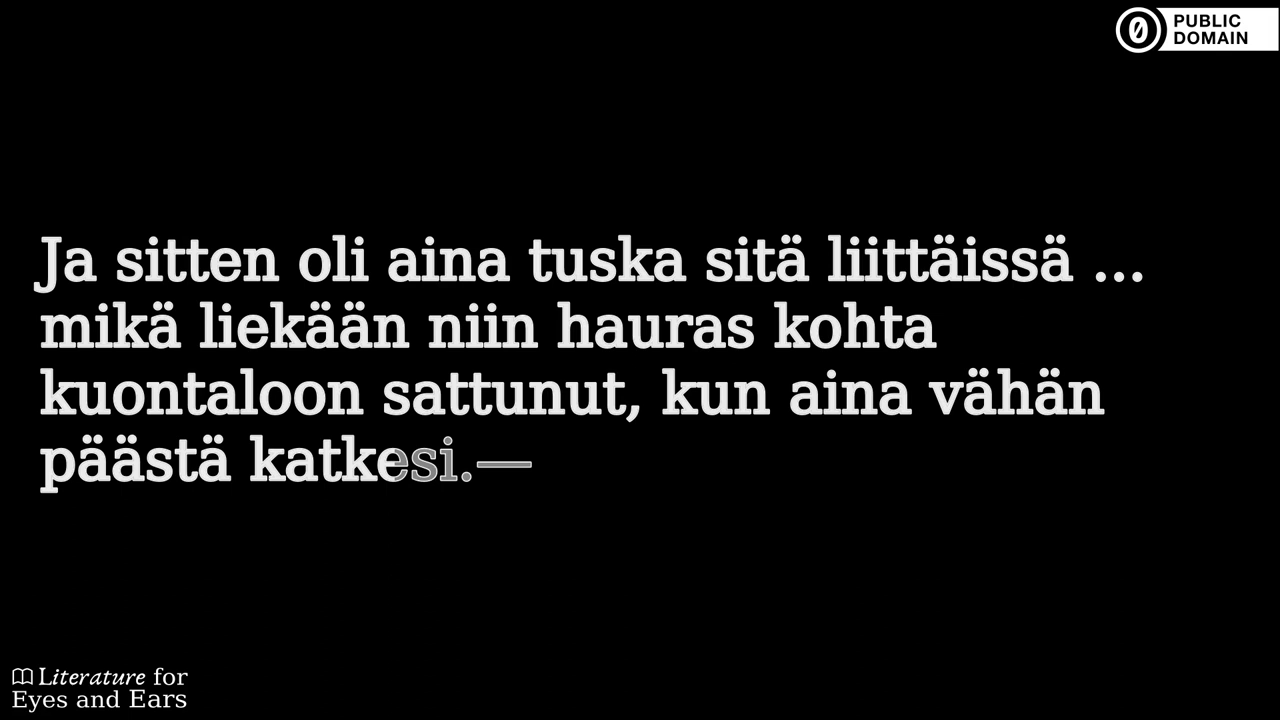 PUBLIC
DOMAIN
Ja sitten oli aina tuska sitä liittäissä ...
mikä liekään niin hauras kohta
kuontaloon sattunut, kun aina vähän
päästä katkesi.—
Literature for
Eyes and Ears